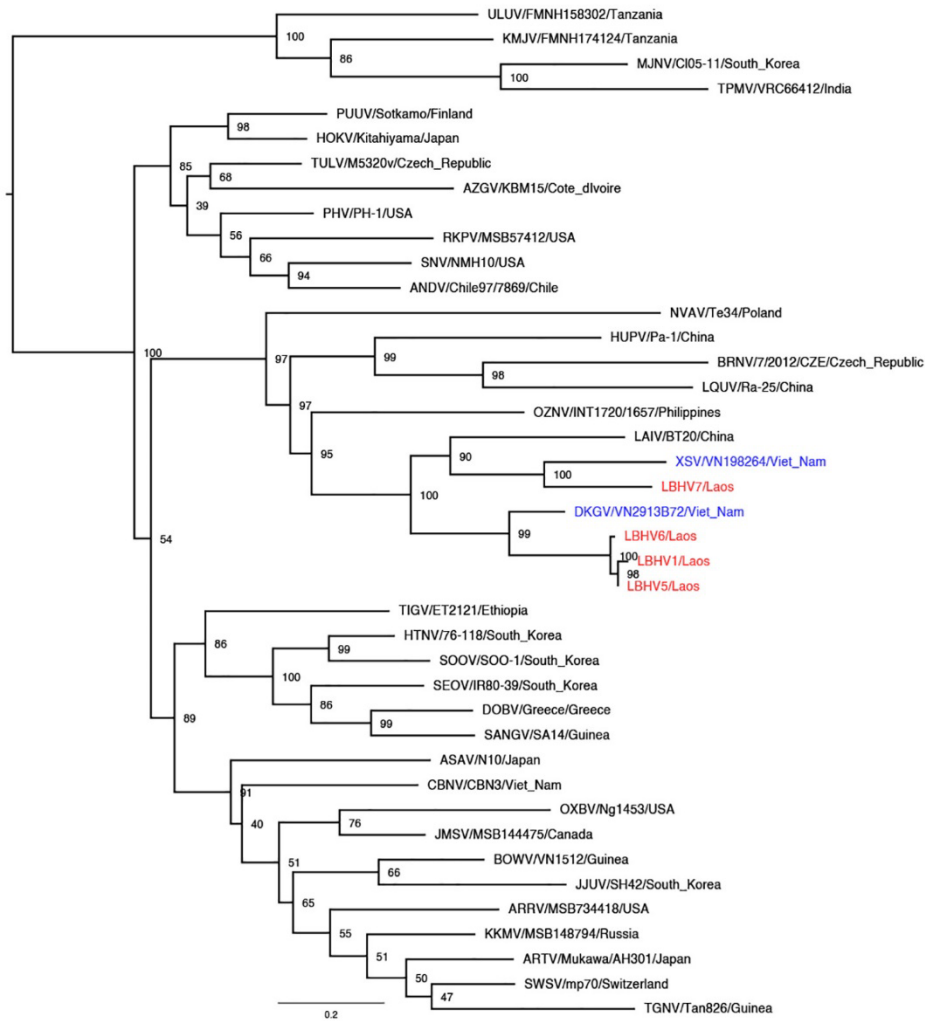 ULUV/FMNH158302/Tanzania
100
KMJV/FMNH174124/Tanzania
86
MJNV/CI05-11/South_Korea
100
TPMV/VRC66412/India
PUUV/Sotkamo/Finland
98
HOKV/Kitahiyama/Japan
85
TULV/M5320v/Czech_Republic
68
AZGV/KBM15/Cote_dIvoire
39
PHV/PH-1/USA
56
RKPV/MSB57412/USA
66
SNV/NMH10/USA
94
ANDV/Chile97/7869/Chile
NVAV/Te34/Poland
HUPV/Pa-1/China
100
97
99
BRNV/7/2012/CZE/Czech_Republic
98
LQUV/Ra-25/China
97
OZNV/INT1720/1657/Philippines
LAIV/BT20/China
95
90
XSV/VN198264/Viet_Nam
100
LBHV7/Laos
100
DKGV/VN2913B72/Viet_Nam
99
LBHV6/Laos
54
100
LBHV1/Laos
98
LBHV5/Laos
TIGV/ET2121/Ethiopia
86
HTNV/76-118/South_Korea
99
SOOV/SOO-1/South_Korea
100
SEOV/IR80-39/South_Korea
86
DOBV/Greece/Greece
89
99
SANGV/SA14/Guinea
ASAV/N10/Japan
91
CBNV/CBN3/Viet_Nam
40
OXBV/Ng1453/USA
76
JMSV/MSB144475/Canada
51
BOWV/VN1512/Guinea
66
JJUV/SH42/South_Korea
65
ARRV/MSB734418/USA
55
KKMV/MSB148794/Russia
51
ARTV/Mukawa/AH301/Japan
50
SWSV/mp70/Switzerland
47
TGNV/Tan826/Guinea
0.2